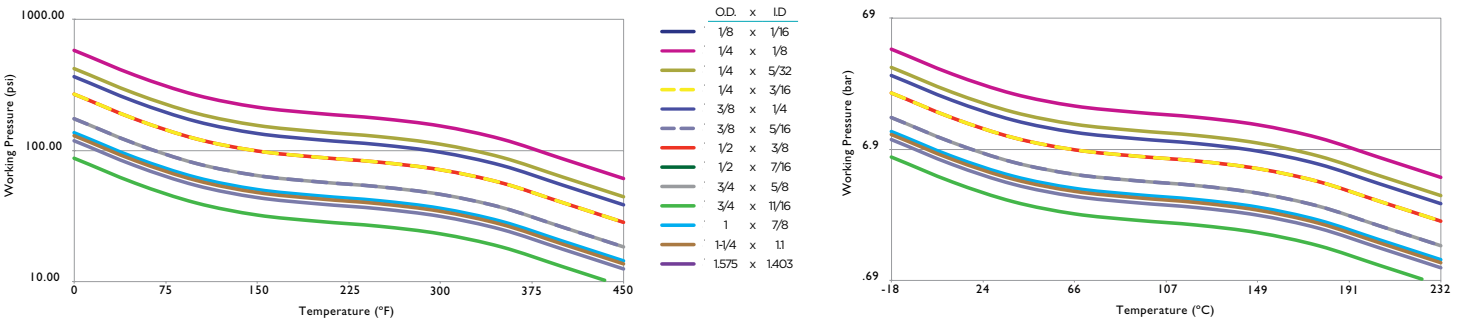 1000.00
100.00
10.00
Working Pressure (psi)
0 75 150 225 300 375 450
Temperature (ºF)
O.D. x I.D
1/8 x 1/16
1/4 x 1/8
1/4 x 5/32
1/4 x 3/16
3/8 x 1/4
3/8 x 5/16
1/2 x 3/8
1/2 x 7/16
3/4 x 5/8
3/4 x 11/16
1 x 7/8
1-1/4 x 1.1
1.575 x 1.403
69
6.9
.69
Working Pressure (bar)
-18 24 66 107 149 191 232
Temperature (ºC)